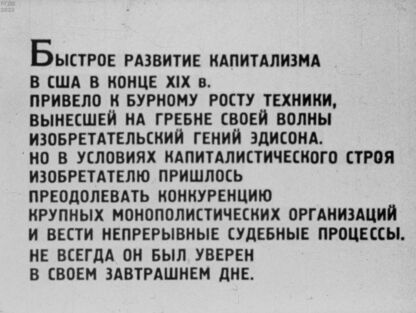 Быстрое развитие капитализма
в США в конце XIX в.
привело к бурному росту техники,
вынесшей на гребне своей волны
изобретательский гений Эдисона.
Но в условиях капиталистического строя
изобретателю пришлось
преодолевать конкуренцию
крупных монополистических организаций
и вести непрерывные судебные процессы.
Не всегда он был уверен
в своем завтрашнем дне.